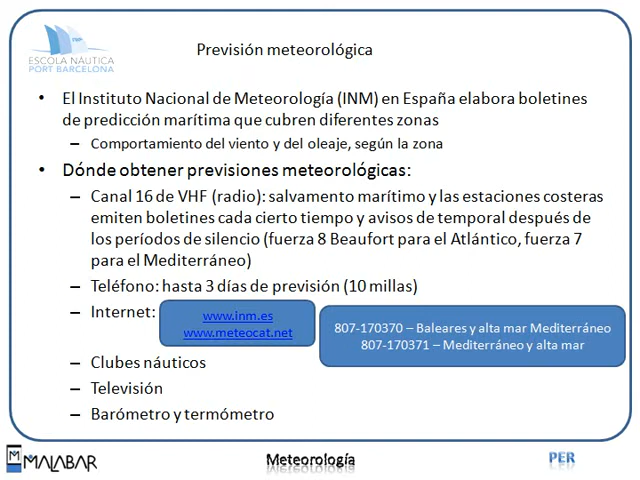 ESCOLA NÁUTICA
PORT BARCELONA
Previsión meteorológica
• El Instituto Nacional de Meteorología (INM) en España elabora boletines
de predicción marítima que cubren diferentes zonas
– Comportamiento del viento y del oleaje, según la zona
• Dónde obtener previsiones meteorológicas:
– Canal 16 de VHF (radio): salvamento marítimo y las estaciones costeras
emiten boletines cada cierto tiempo y avisos de temporal después de
los períodos de silencio (fuerza 8 Beaufort para el Atlántico, fuerza 7
para el Mediterráneo)
– Teléfono: hasta 3 días de previsión (10 millas)
– Internet:
www.inm.es
www.meteocat.net
807-170370 – Baleares y alta mar Mediterráneo
807-170371 – Mediterráneo y alta mar
– Clubes náuticos
– Televisión
– Barómetro y termómetro
MALABAR
Meteorología
PER